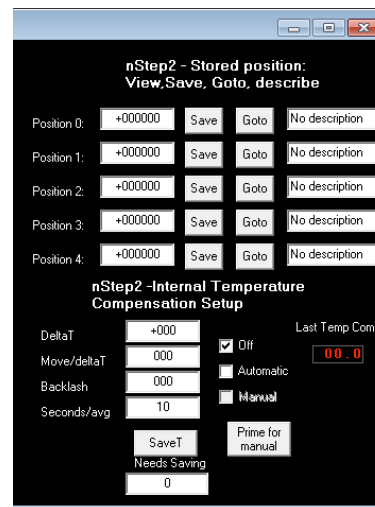 nStep2 - Stored position:
View,Save, Goto, describe
Position 0: +000000 Save Goto No description
Position 1: +000000 Save Goto No description
Position 2: +000000 Save Goto No description
Position 3: +000000 Save Goto No description
Position 4: +000000 Save Goto No description
nStep2 -Internal Temperature
Compensation Setup
DeltaT +000
Move/deltaT 000
Backlash 000
Seconds/avg 10
Off
Automatic
Manual
Last Temp Com
00.0
SaveT
Prime for
manual
Needs Saving
0